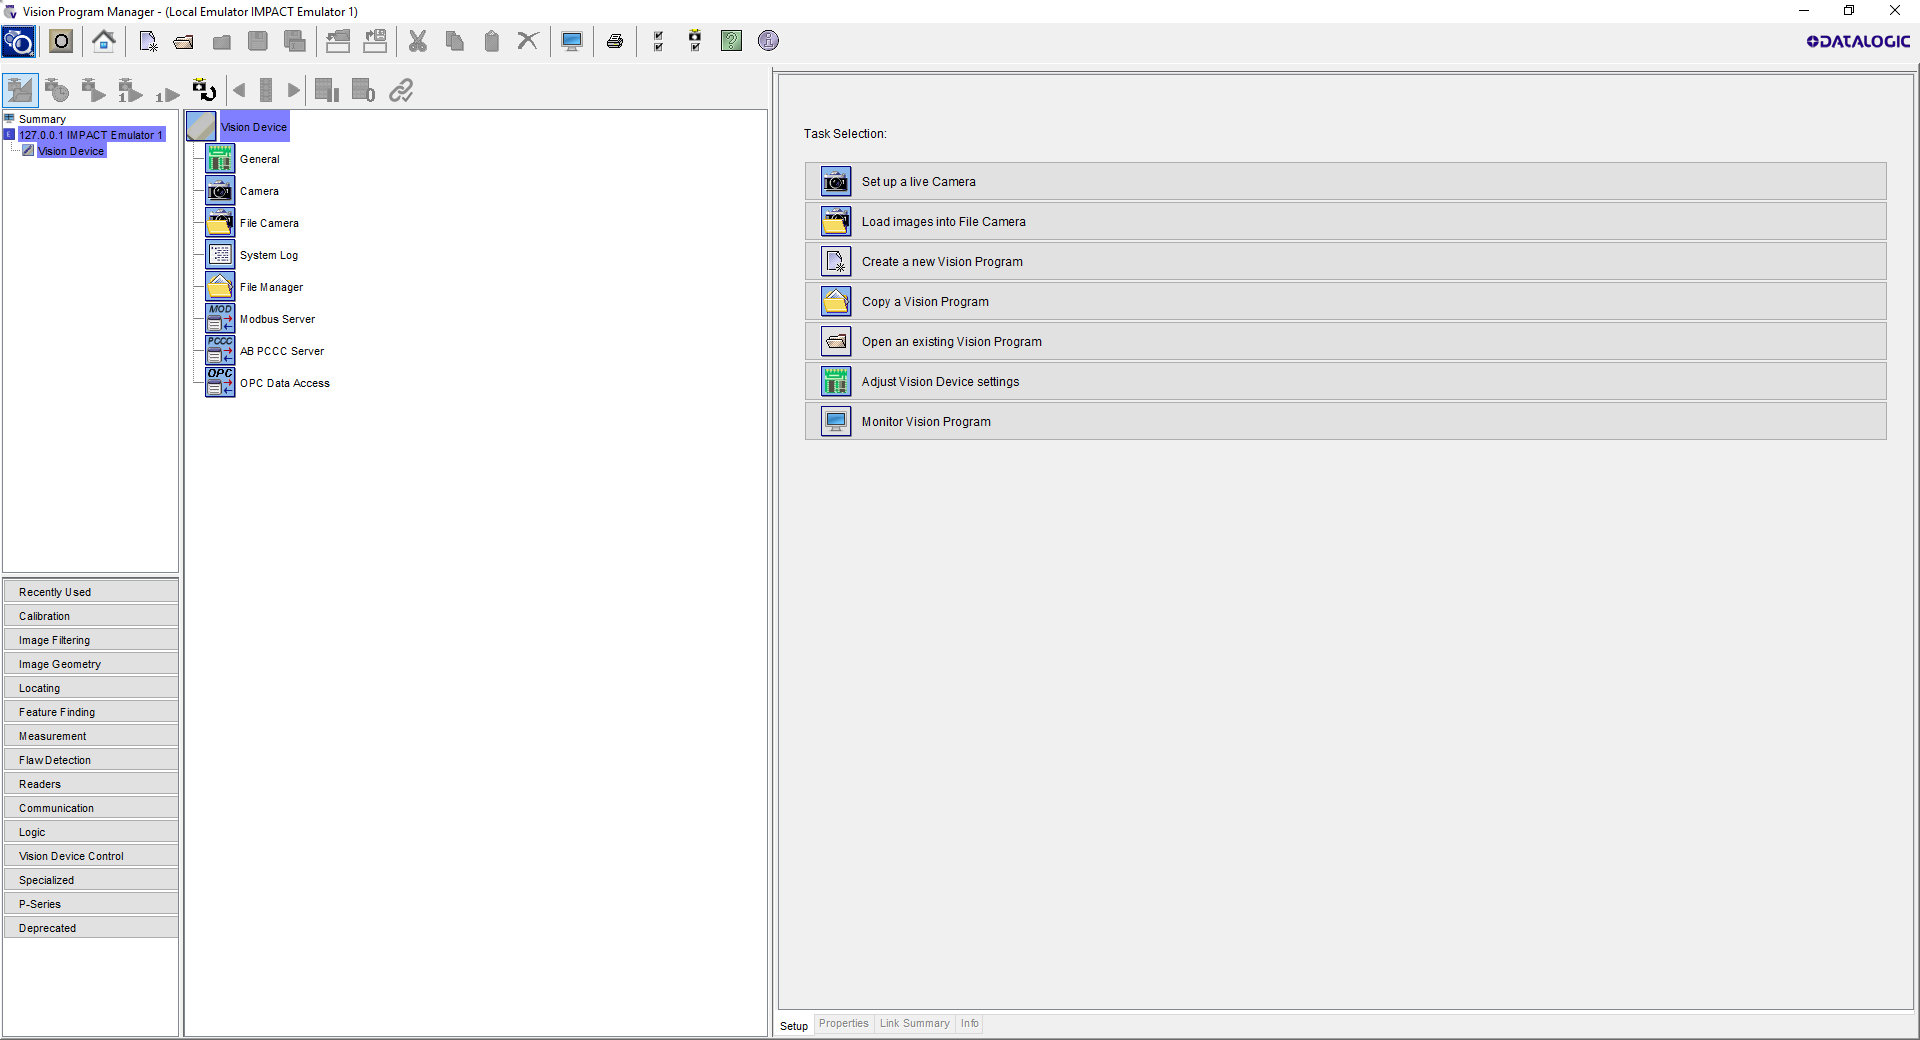 Vision Program Manager - (Local Emulator IMPACT Emulator 1)
O
DATALOGIC
1
1
0
Summary
E 127.0.0.1 IMPACT Emulator 1
Vision Device
Vision Device
General
Camera
File Camera
System Log
File Manager
MOD Modbus Server
PCCC AB PCCC Server
OPC OPC Data Access
Recently Used
Calibration
Image Filtering
Image Geometry
Locating
Feature Finding
Measurement
Flaw Detection
Readers
Communication
Logic
Vision Device Control
Specialized
P-Series
Deprecated
Task Selection:
Set up a live Camera
Load images into File Camera
Create a new Vision Program
Copy a Vision Program
Open an existing Vision Program
Adjust Vision Device settings
Monitor Vision Program
Setup Properties Link Summary Info